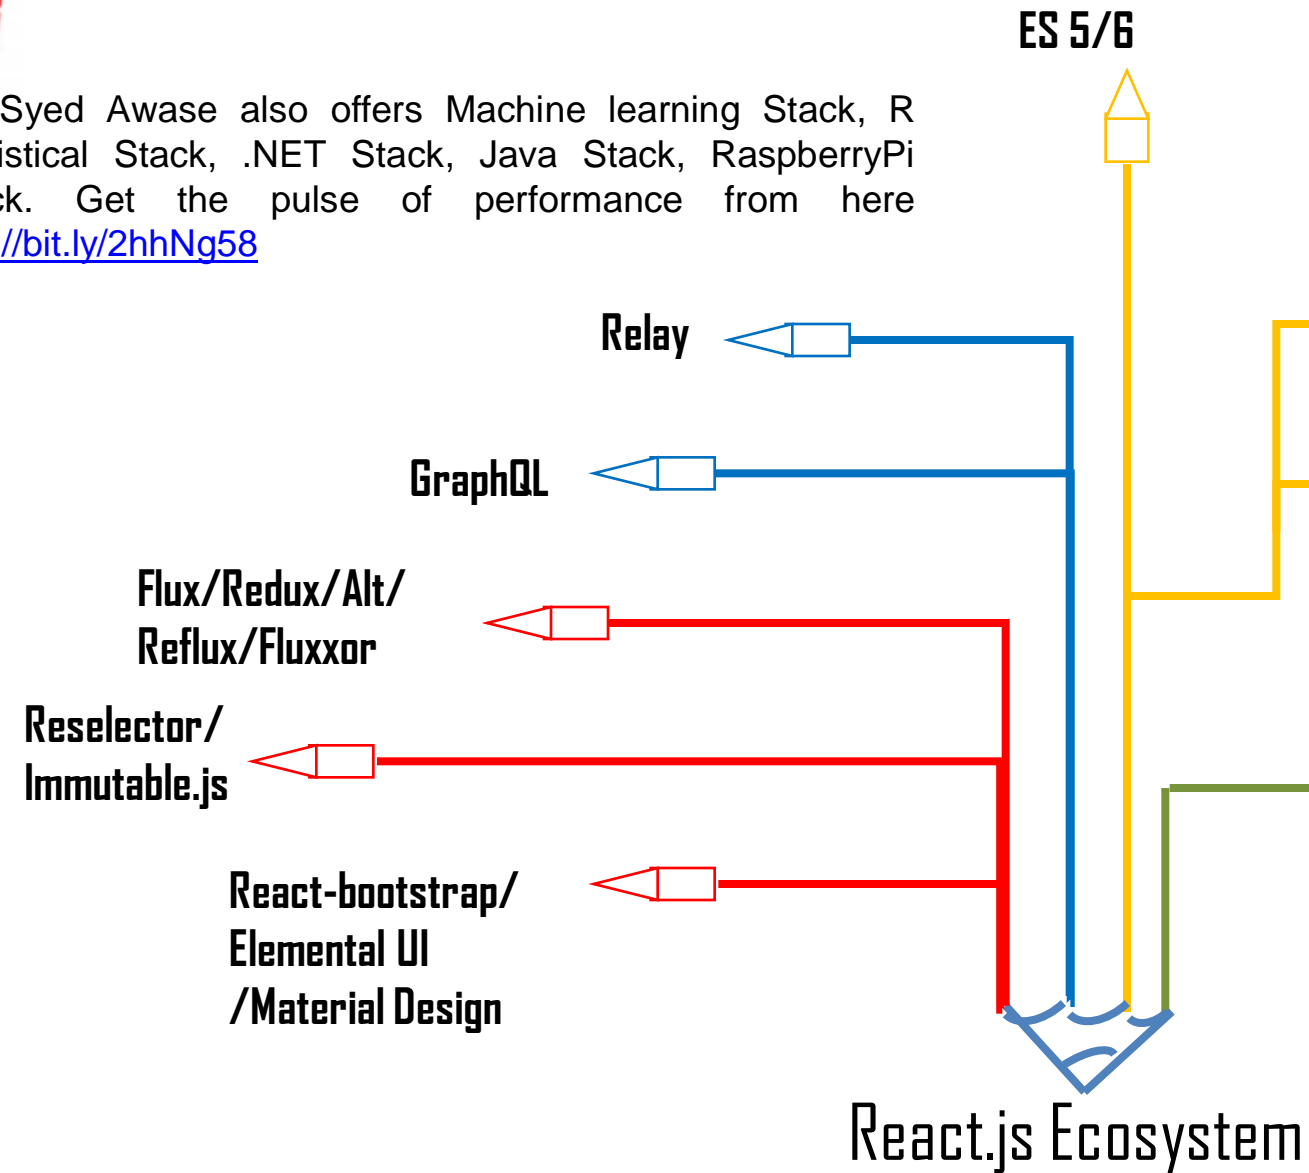 ES 5/6
Syed Awase also offers Machine learning Stack, R
Stack, .NET Stack, Java Stack, RaspberryPi
Get the pulse of performance from here
//bit.ly/2hhNg58
Relay
GraphQL
Flux/Redux/Alt/
Reflux/Fluxxor
Reselector/
Immutable.js
React-bootstrap/
Elemental UI
/Material Design
React.js Ecosystem